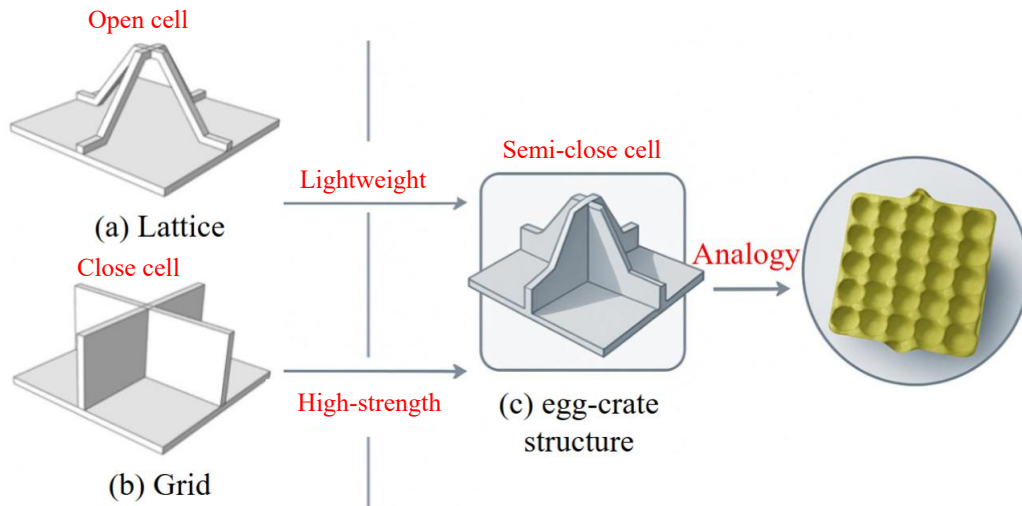 Open cell
(a) Lattice
Close cell
(b) Grid
Lightweight
High-strength
Semi-close cell
(c) egg-crate
structure
Analogy